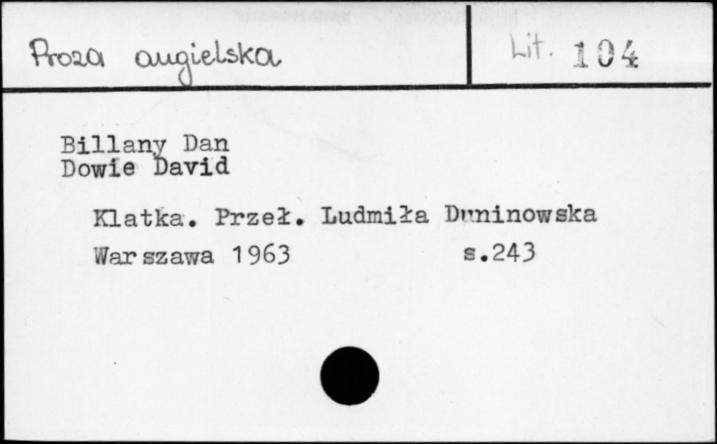 Proza angielska
Lit. 104
Billany Dan
Dowie David
Klatka. Przeł. Ludmiła Duninowska
Warszawa 1963 s.243